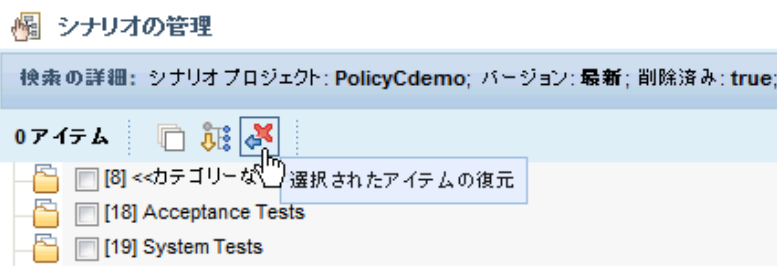 シナリオの管理
検索の詳細: シナリオ プロジェクト: PolicyCdemo; バージョン: 最新; 削除済み: true;
0 アイテム
[8] <<カテゴリーな
選択されたアイテムの復元
[18] Acceptance Tests
[19] System Tests